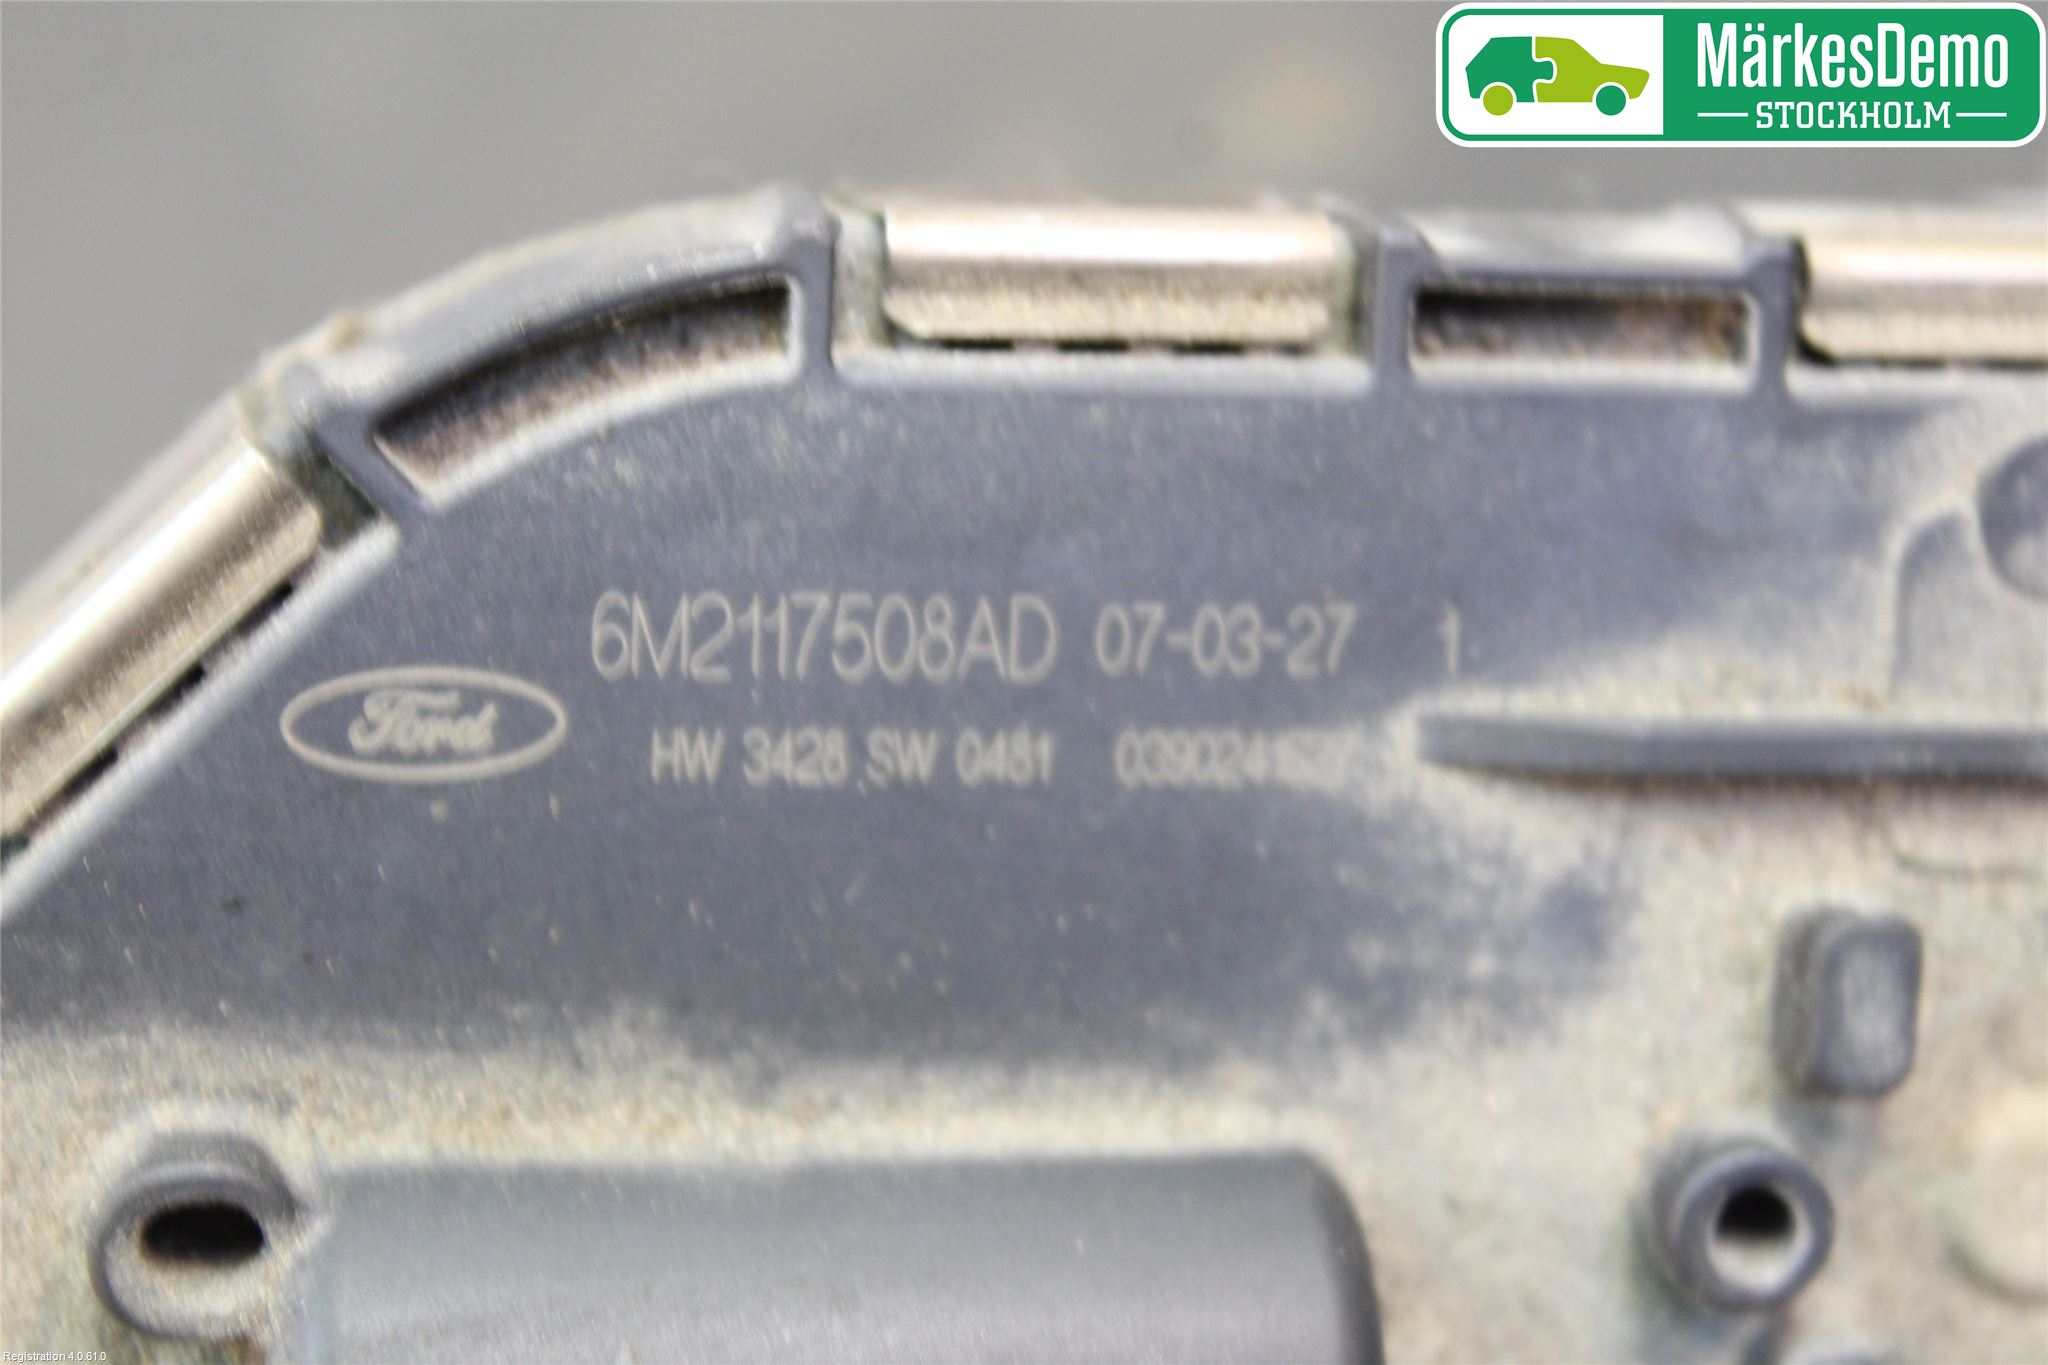 MärkesDemo
STOCKHOLM
6M2117508AD 07-03-27 1
Ford
HW 3428 SW 0481
Registration 4.0.61.0